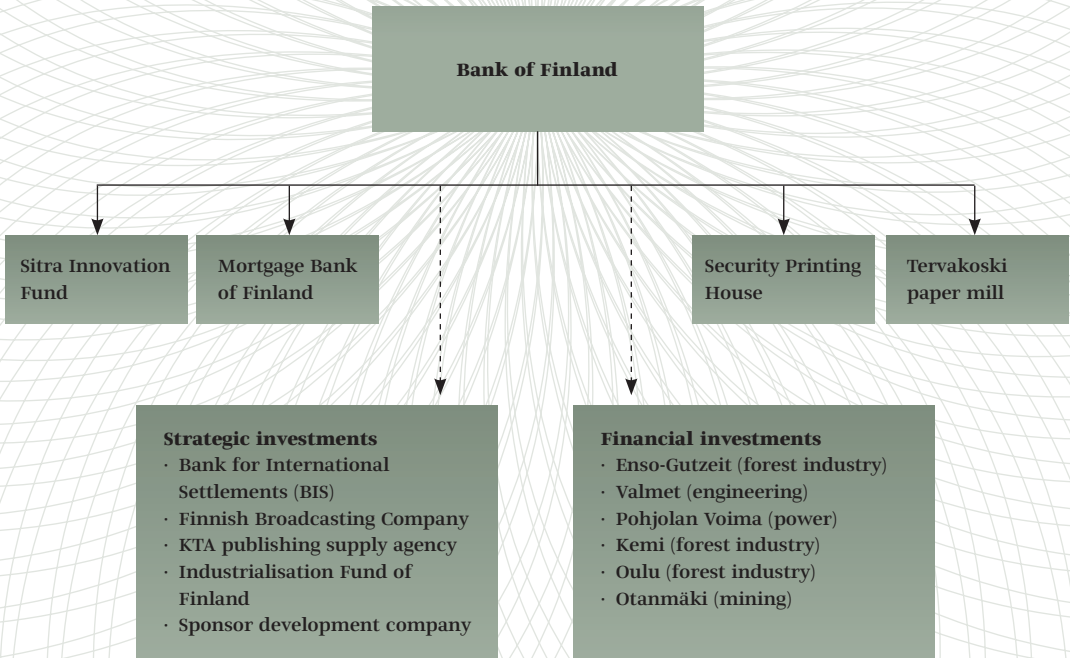 Bank of Finland
Sitra Innovation
Fund
Mortgage Bank
of Finland
Security Printing
House
Tervakoski
paper mill
Strategic investments
· Bank for International
Settlements (BIS)
· Finnish Broadcasting Company
· KTA publishing supply agency
· Industrialisation Fund of
Finland
· Sponsor development company
Financial investments
· Enso-Gutzeit (forest industry)
· Valmet (engineering)
· Pohjolan Voima (power)
· Kemi (forest industry)
· Oulu (forest industry)
· Otanmäki (mining)